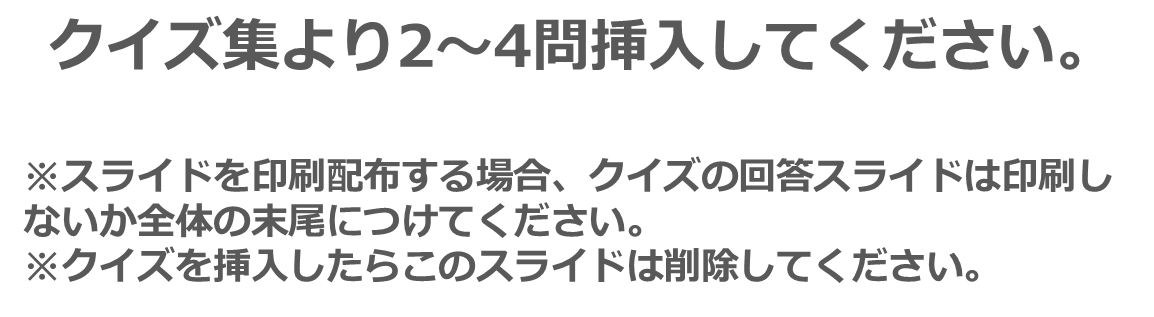 クイズ集より2～4問挿入してください。
※スライドを印刷配布する場合、クイズの回答スライドは印刷し
ないか全体の末尾につけてください。
※クイズを挿入したらこのスライドは削除してください。